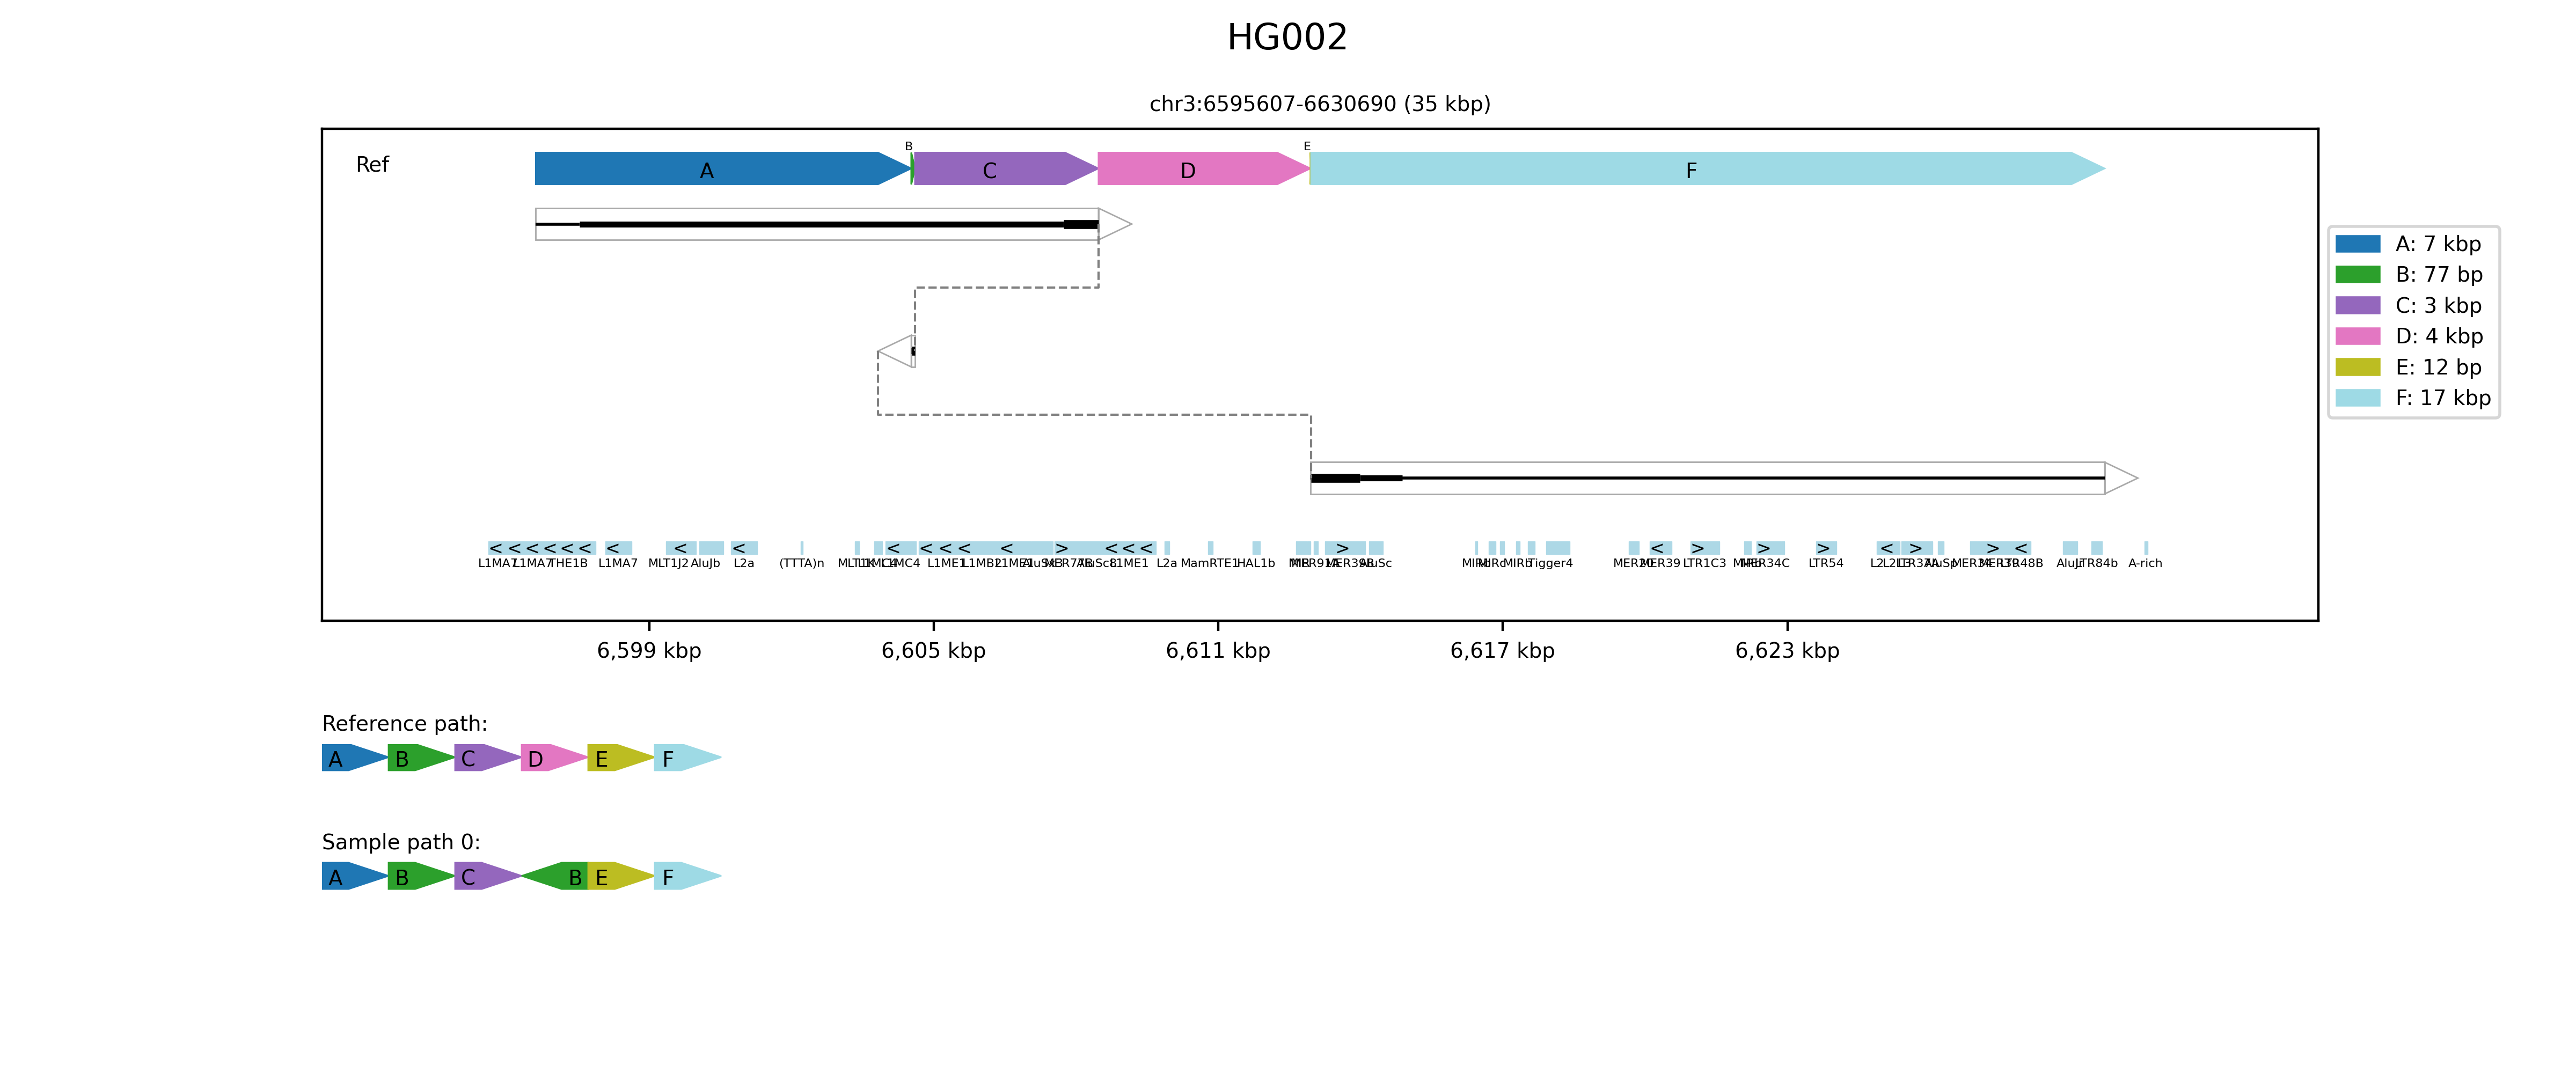 HG002
chr3:6595607-6630690 (35 kbp)
Ref
A B C D E F
A: 7 kbp
B: 77 bp
C: 3 kbp
D: 4 kbp
E: 12 bp
F: 17 kbp
L1MA7 L1MA7 THE1B L1MA7 MLT1J2 AluJb L2a (TTTA)n L1ME1 L1ME1 L2a MamRTE1 HAL1b AluSc Tigger4 MER39 LTR1C3 MER34C LTR54 LTR48B LTR84b A-rich
6,599 kbp 6,605 kbp 6,611 kbp 6,617 kbp 6,623 kbp
Reference path:
A B C D E F
Sample path 0:
A B C B E F